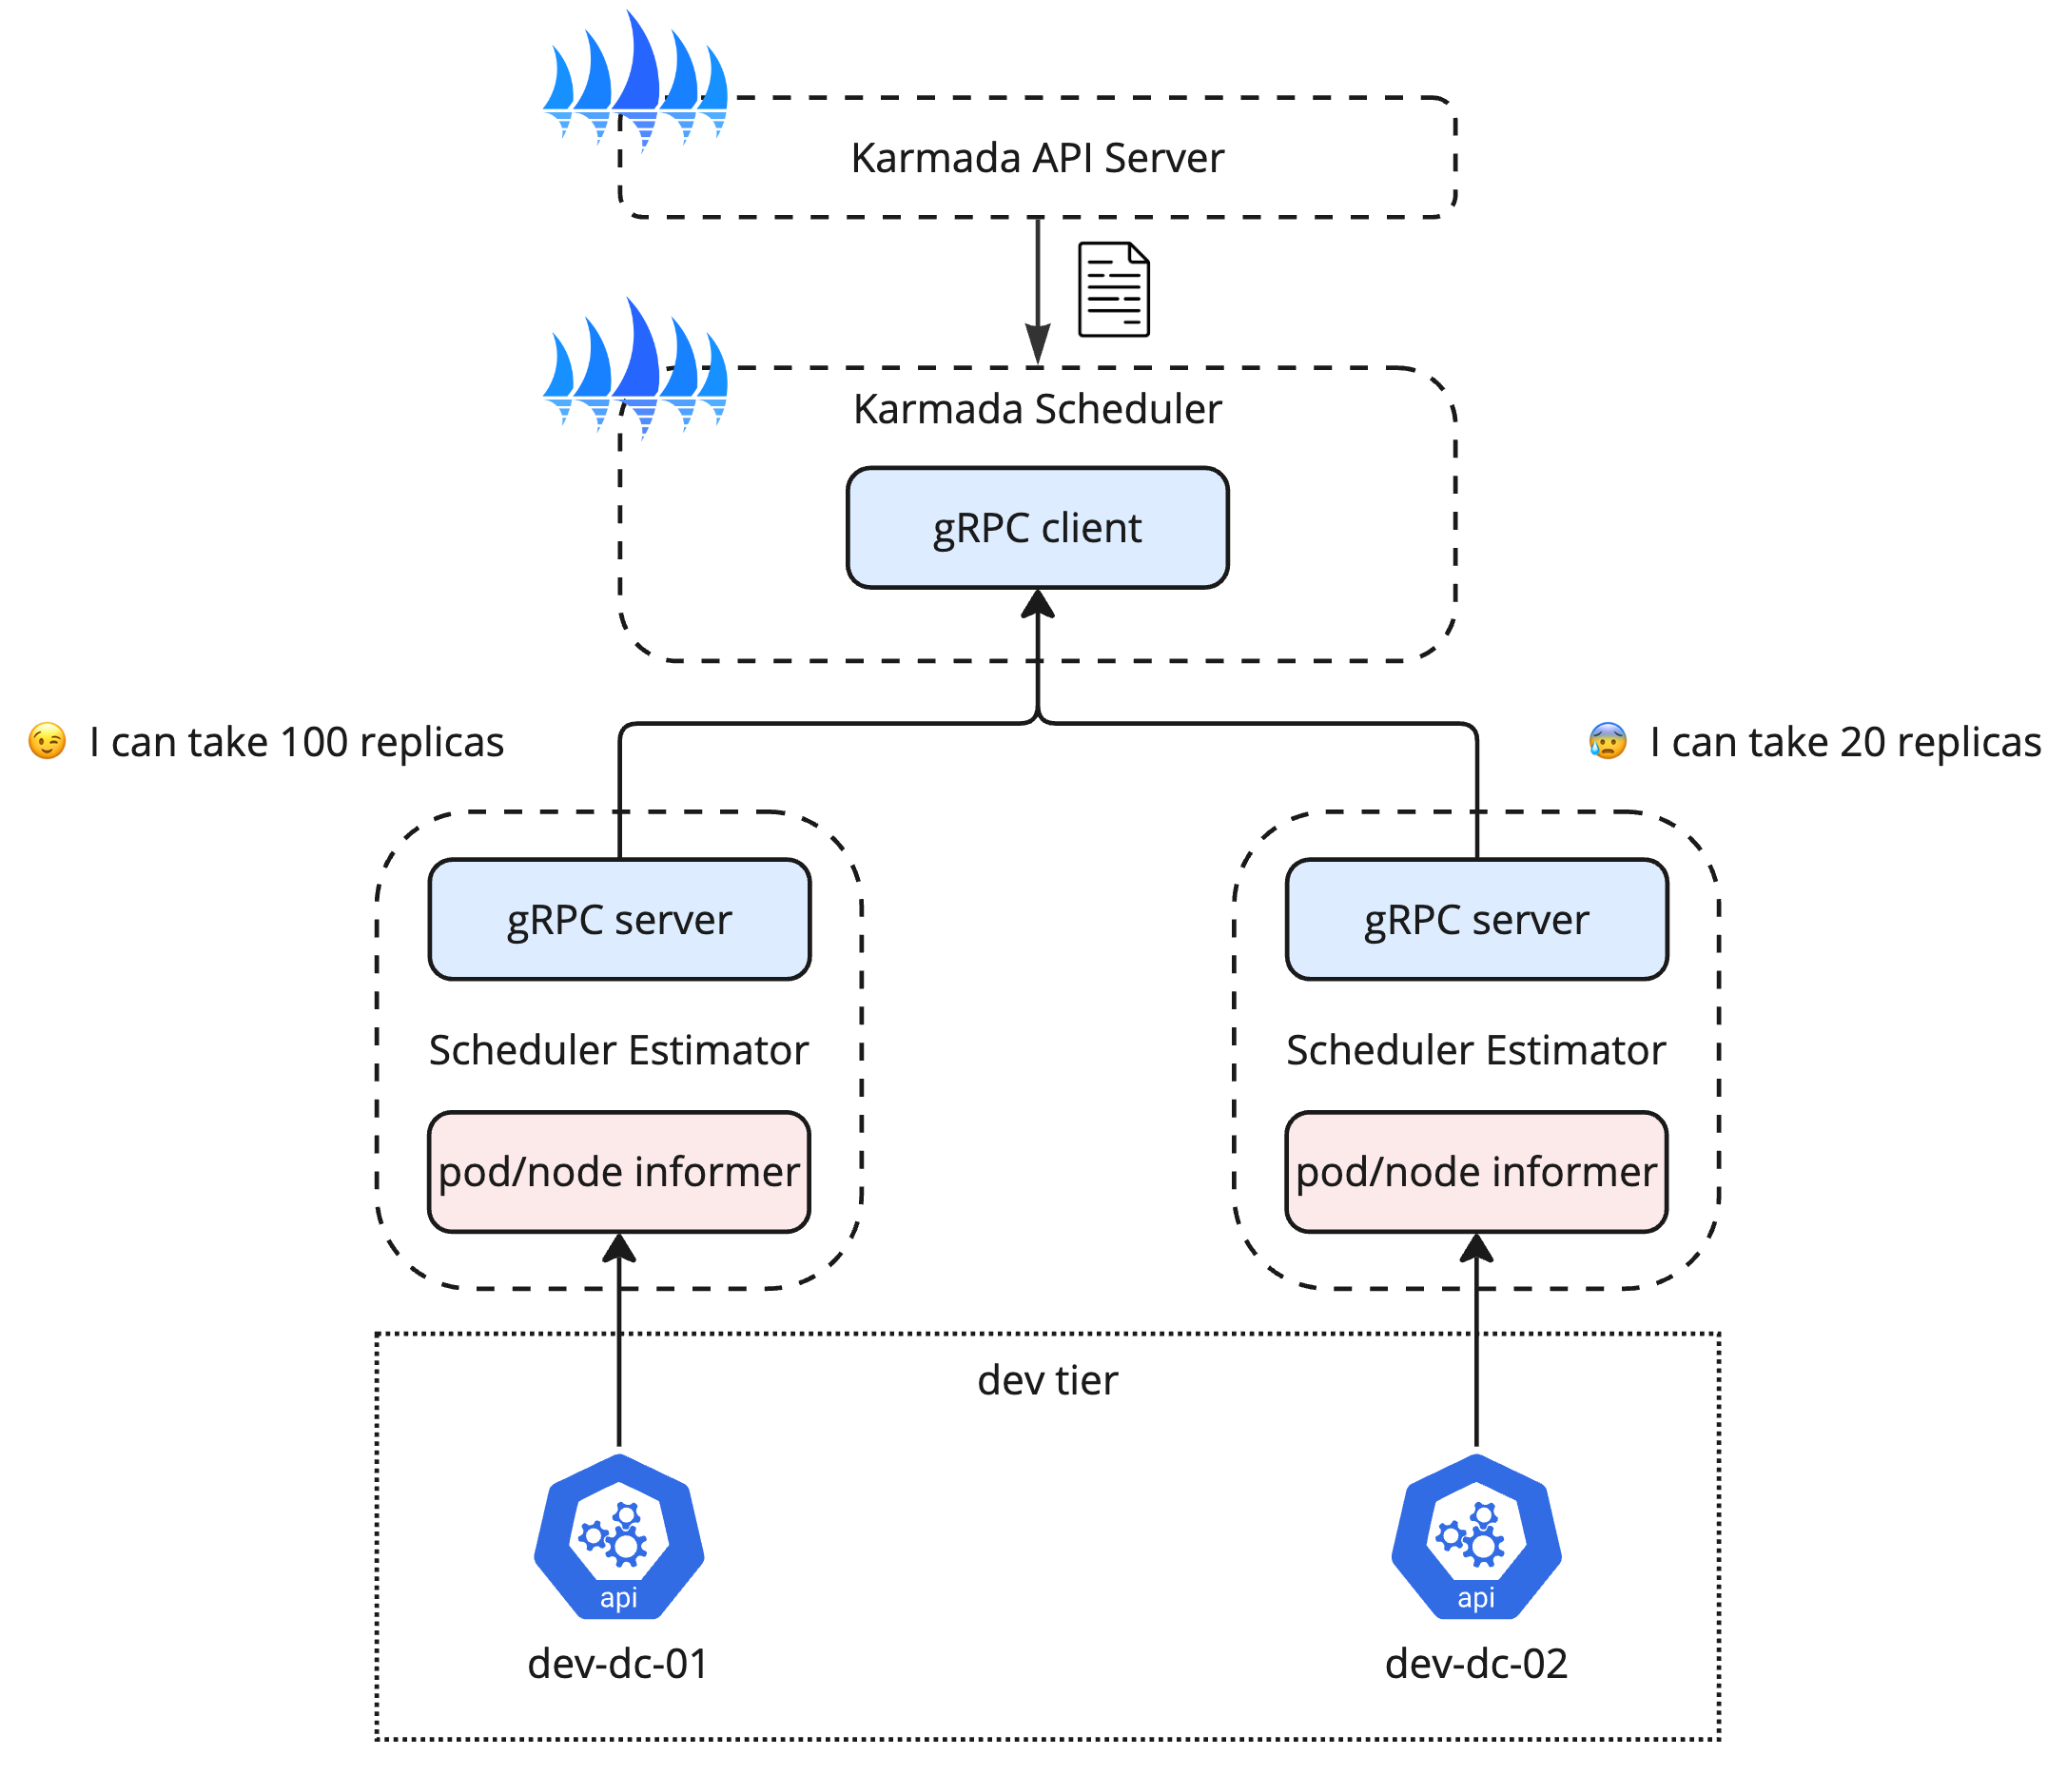 Karmada API Server
Karmada Scheduler
gRPC client
I can take 100 replicas
I can take 20 replicas
gRPC server
gRPC server
Scheduler Estimator
Scheduler Estimator
pod/node informer
pod/node informer
dev tier
api
api
dev-dc-01
dev-dc-02